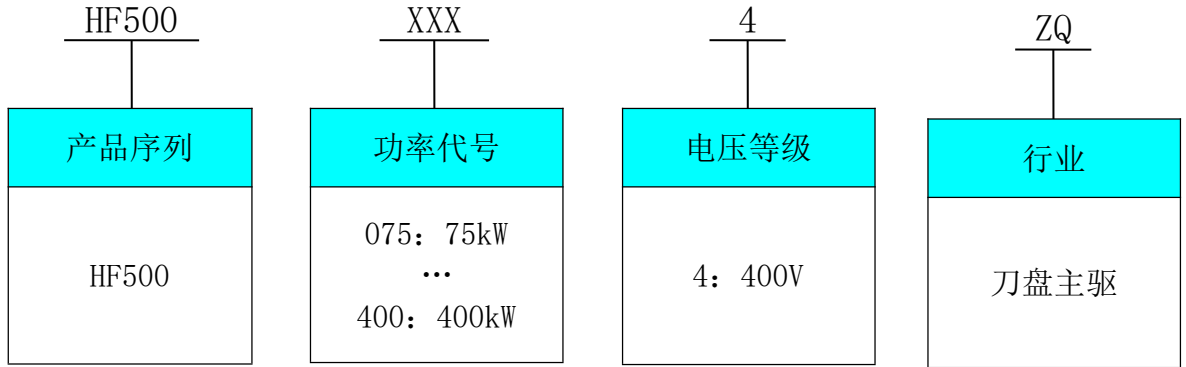 HF500
XXX
4
ZQ
产品序列
功率代号
电压等级
行业
HF500
075：75kW
…
400：400kW
4：400V
刀盘主驱